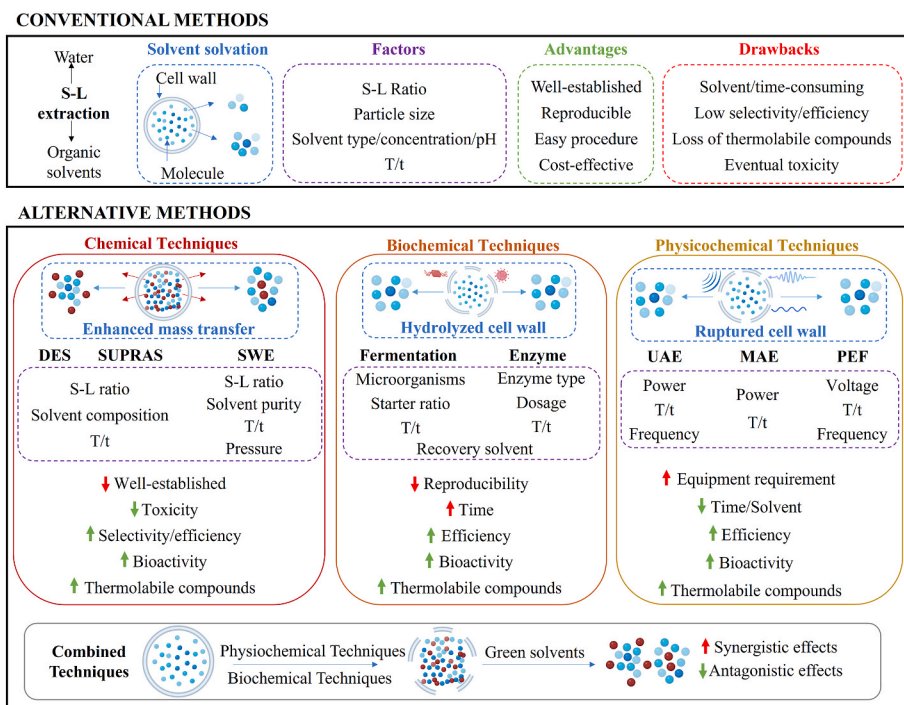 CONVENTIONAL METHODS
Water
S-L
extraction
Organic
solvents
Solvent solvation
Cell wall
Molecule
Factors
S-L Ratio
Particle size
Solvent type/concentration/pH
T/t
Advantages
Well-established
Reproducible
Easy procedure
Cost-effective
Drawbacks
Solvent/time-consuming
Low selectivity/efficiency
Loss of thermolabile compounds
Eventual toxicity
ALTERNATIVE METHODS
Chemical Techniques
Enhanced mass transfer
DES SUPRAS SWE
S-L ratio
Solvent composition
T/t
S-L ratio
Solvent purity
T/t
Pressure
Well-established
Toxicity
Selectivity/efficiency
Bioactivity
Thermolabile compounds
Biochemical Techniques
Hydrolyzed cell wall
Fermentation Enzyme
Microorganisms
Starter ratio
T/t
Enzyme type
Dosage
T/t
Recovery solvent
Reproducibility
Time
Efficiency
Bioactivity
Thermolabile compounds
Physicochemical Techniques
Ruptured cell wall
UAE MAE PEF
Power
T/t
Frequency
Power
T/t
Voltage
T/t
Frequency
Equipment requirement
Time/Solvent
Efficiency
Bioactivity
Thermolabile compounds
Combined
Techniques
Physiochemical Techniques
Biochemical Techniques
Green solvents
Synergistic effects
Antagonistic effects